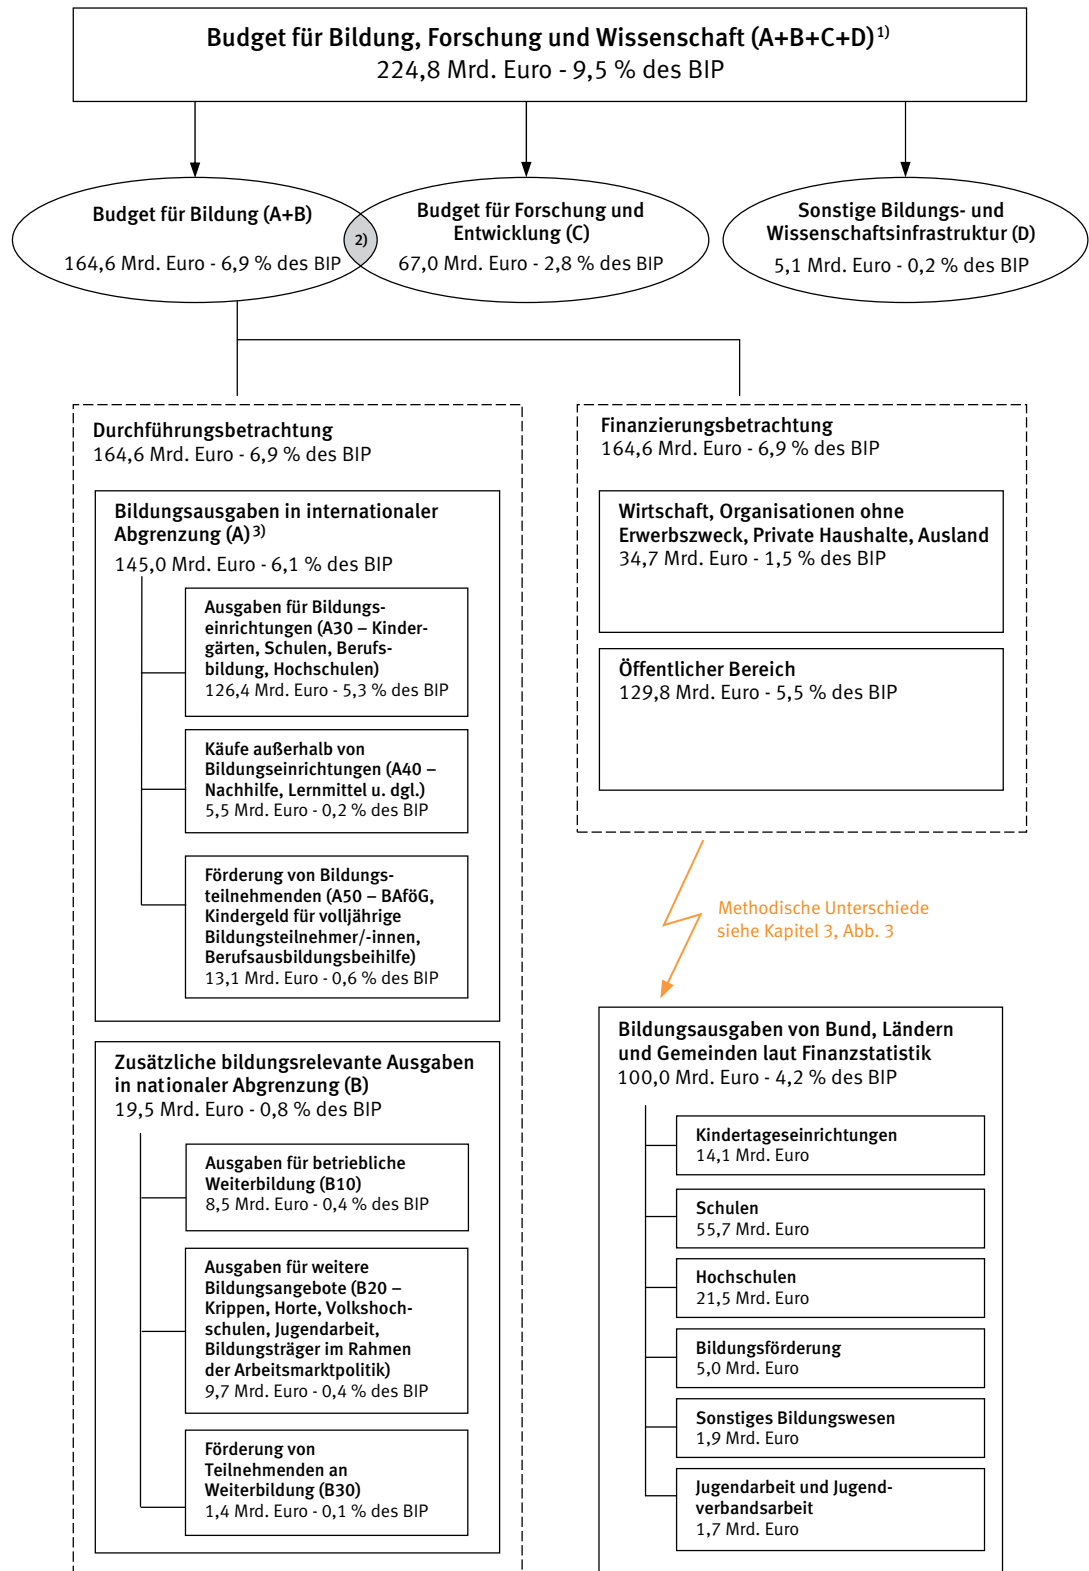 Budget für Bildung, Forschung und Wissenschaft (A+B+C+D)1)
224,8 Mrd. Euro - 9,5 % des BIP
Budget für Bildung (A+B)
164,6 Mrd. Euro - 6,9 % des BIP
2)
Budget für Forschung und
Entwicklung (C)
67,0 Mrd. Euro - 2,8 % des BIP
Sonstige Bildungs- und
Wissenschaftsinfrastruktur (D)
5,1 Mrd. Euro - 0,2 % des BIP
Durchführungsbetrachtung
164,6 Mrd. Euro - 6,9 % des BIP
Bildungsausgaben in internationaler
Abgrenzung (A)3)
145,0 Mrd. Euro - 6,1 % des BIP
Ausgaben für Bildungs-
einrichtungen (A30 – Kinder-
gärten, Schulen, Berufs-
bildung, Hochschulen)
126,4 Mrd. Euro - 5,3 % des BIP
Käufe außerhalb von
Bildungseinrichtungen (A40 –
Nachhilfe, Lernmittel u. dgl.)
5,5 Mrd. Euro - 0,2 % des BIP
Förderung von Bildungs-
teilnehmenden (A50 – BAföG,
Kindergeld für volljährige
Bildungsteilnehmer/-innen,
Berufsausbildungsbeihilfe)
13,1 Mrd. Euro - 0,6 % des BIP
Zusätzliche bildungsrelevante Ausgaben
in nationaler Abgrenzung (B)
19,5 Mrd. Euro - 0,8 % des BIP
Ausgaben für betriebliche
Weiterbildung (B10)
8,5 Mrd. Euro - 0,4 % des BIP
Ausgaben für weitere
Bildungsangebote (B20 –
Krippen, Horte, Volkshoch-
schulen, Jugendarbeit,
Bildungsträger im Rahmen
der Arbeitsmarktpolitik)
9,7 Mrd. Euro - 0,4 % des BIP
Förderung von
Teilnehmenden an
Weiterbildung (B30)
1,4 Mrd. Euro - 0,1 % des BIP
Finanzierungsbetrachtung
164,6 Mrd. Euro - 6,9 % des BIP
Wirtschaft, Organisationen ohne
Erwerbszweck, Private Haushalte, Ausland
34,7 Mrd. Euro - 1,5 % des BIP
Öffentlicher Bereich
129,8 Mrd. Euro - 5,5 % des BIP
Methodische Unterschiede
siehe Kapitel 3, Abb. 3
Bildungsausgaben von Bund, Ländern
und Gemeinden laut Finanzstatistik
100,0 Mrd. Euro - 4,2 % des BIP
Kindertageseinrichtungen
14,1 Mrd. Euro
Schulen
55,7 Mrd. Euro
Hochschulen
21,5 Mrd. Euro
Bildungsförderung
5,0 Mrd. Euro
Sonstiges Bildungswesen
1,9 Mrd. Euro
Jugendarbeit und Jugend-
verbandsarbeit
1,7 Mrd. Euro